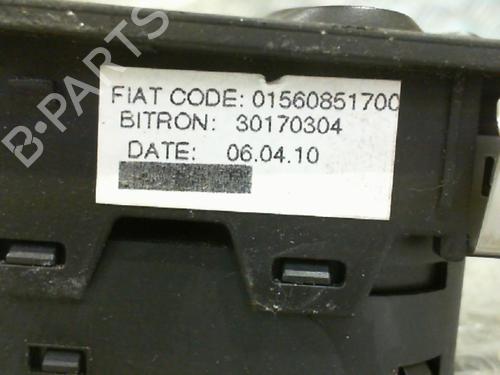 FIAT CODE: 01560851700
BITRON: 30170304
DATE: 06.04.10
B-PARTS